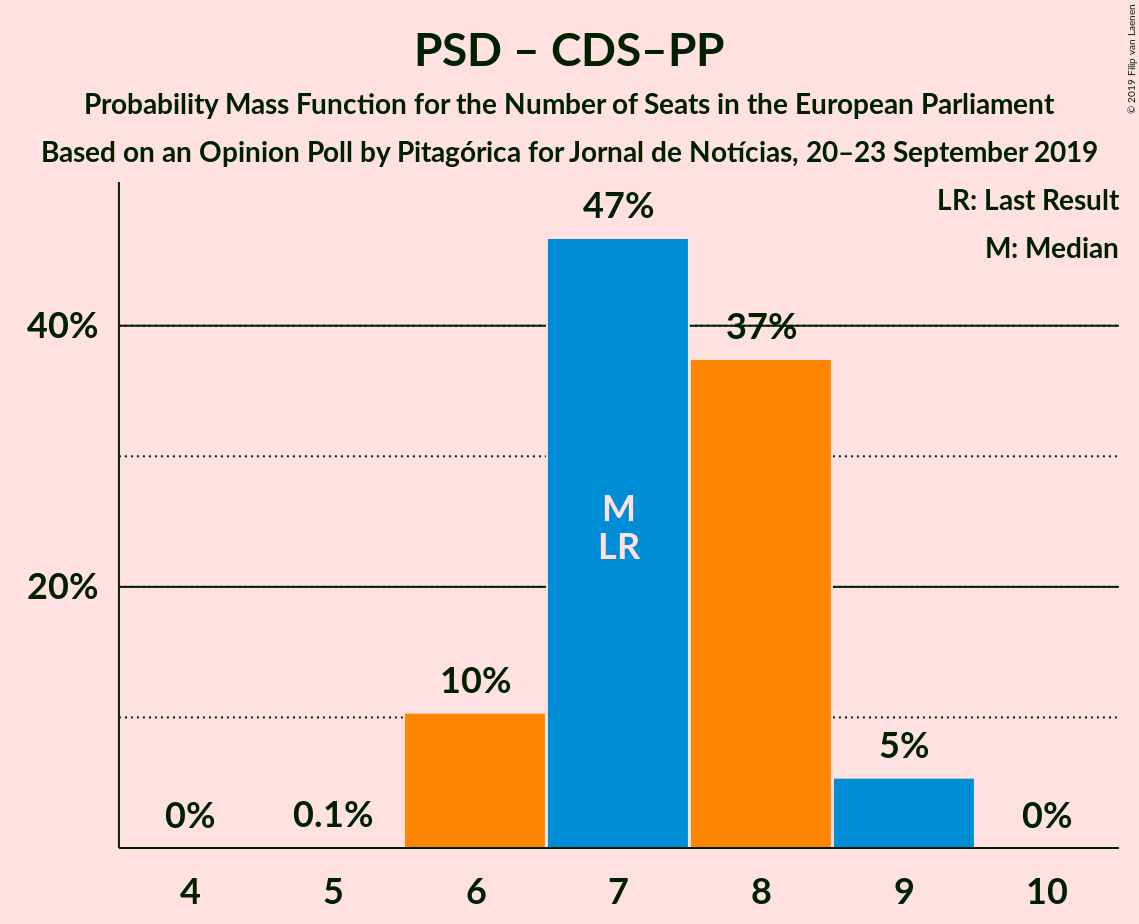 PSD – CDS–PP
Probability Mass Function for the Number of Seats in the European Parliament
Based on an Opinion Poll by Pitagórica for Jornal de Notícias, 20–23 September 2019
© 2019 Filip van Laenen
LR: Last Result
M: Median
47%
40%
37%
M
LR
20%
10%
5%
0%
0.1%
0%
4 5 6 7 8 9 10